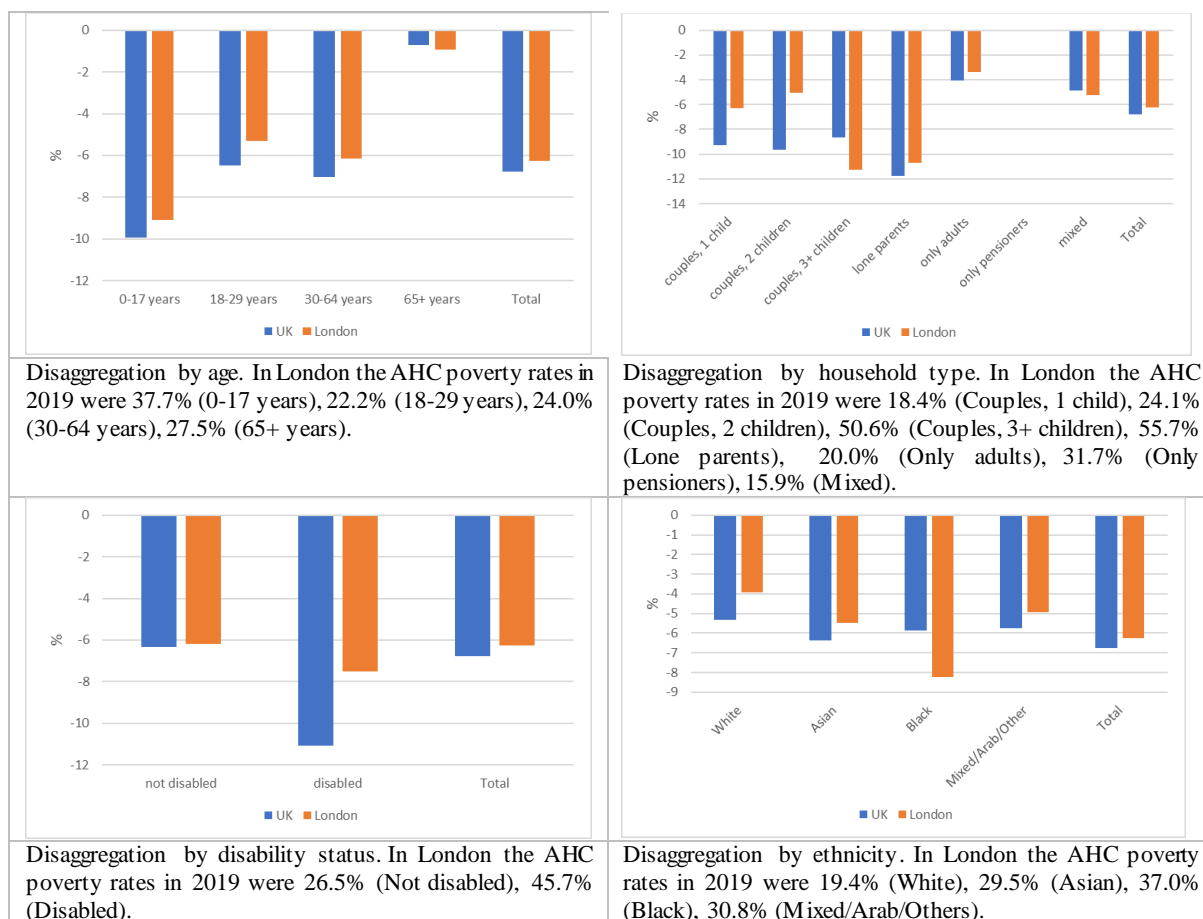 0
-2
-4
-6
-8
-10
-12
%
0-17 years 18-29 years 30-64 years 65+ years Total
UK London
Disaggregation by age. In London the AHC poverty rates in
2019 were 37.7% (0-17 years), 22.2% (18-29 years), 24.0%
(30-64 years), 27.5% (65+ years).
0
-2
-4
-6
-8
-10
-12
-14
%
couples, 1 child couples, 2 children couples, 3+ children lone parents only adults only pensioners mixed Total
UK London
Disaggregation by household type. In London the AHC
poverty rates in 2019 were 18.4% (Couples, 1 child), 24.1%
(Couples, 2 children), 50.6% (Couples, 3+ children), 55.7%
(Lone parents), 20.0% (Only adults), 31.7% (Only
pensioners), 15.9% (Mixed).
0
-2
-4
-6
-8
-10
-12
%
not disabled disabled Total
UK London
Disaggregation by disability status. In London the AHC
poverty rates in 2019 were 26.5% (Not disabled), 45.7%
(Disabled).
0
-1
-2
-3
-4
-5
-6
-7
-8
-9
%
White Asian Black Mixed/Arab/Other Total
UK London
Disaggregation by ethnicity. In London the AHC poverty
rates in 2019 were 19.4% (White), 29.5% (Asian), 37.0%
(Black), 30.8% (Mixed/Arab/Others).